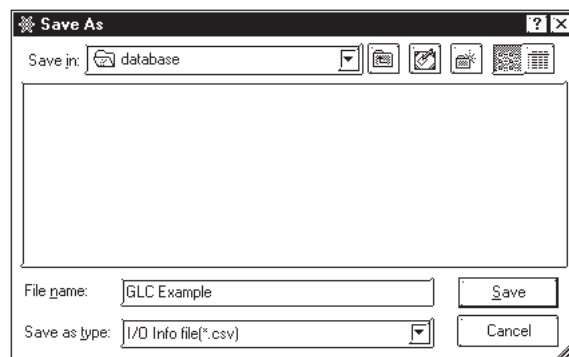 Save As
Save in: database
File name: GLC Example Save
Save as type: I/O Info file(*.csv) Cancel